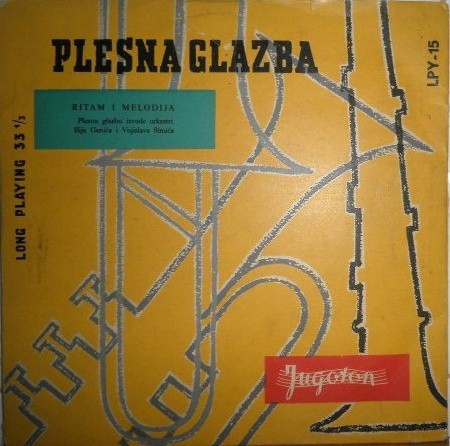 PLESNA GLAZBA
LPY-15
RITAM I MELODIJA
Plesnu glazbu izvode orkestri
Ilije Genića i Vojislava Simića
LONG PLAYING 33 1/3
Jugoton